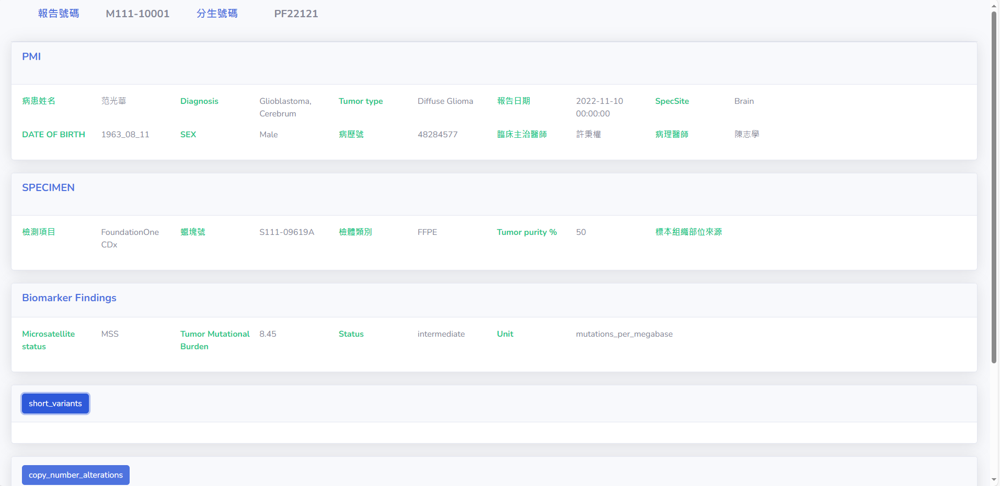 報告號碼 M111-10001 分生號碼 PF22121
PMI
病患姓名 范光華 Diagnosis Glioblastoma, Cerebrum Tumor type Diffuse Glioma 報告日期 2022-11-10 00:00:00 SpecSite Brain
DATE OF BIRTH 1963_08_11 SEX Male 病歷號 48284577 臨床主治醫師 許秉權 病理醫師 陳志學
SPECIMEN
檢測項目 FoundationOne CDx 蠟塊號 S111-09619A 檢體類別 FFPE Tumor purity % 50 標本組織部位來源
Biomarker Findings
Microsatellite status MSS Tumor Mutational Burden 8.45 Status intermediate Unit mutations_per_megabase
short_variants
copy_number_alterations